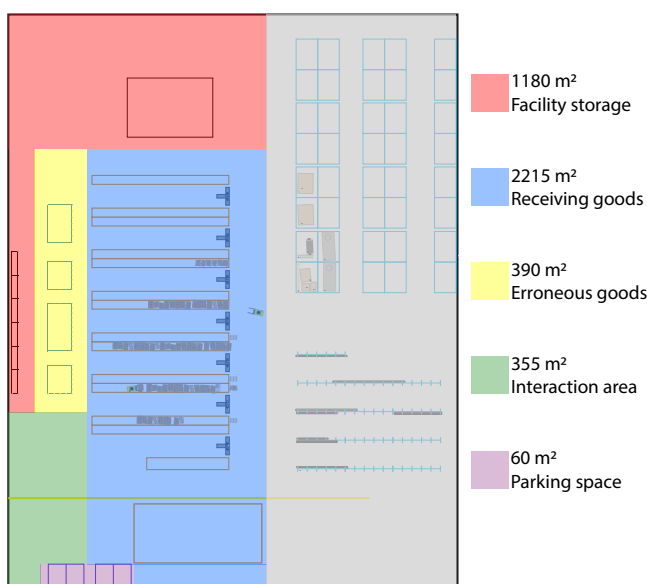 1180 m²
Facility storage
2215 m²
Receiving goods
390 m²
Erroneous goods
355 m²
Interaction area
60 m²
Parking space